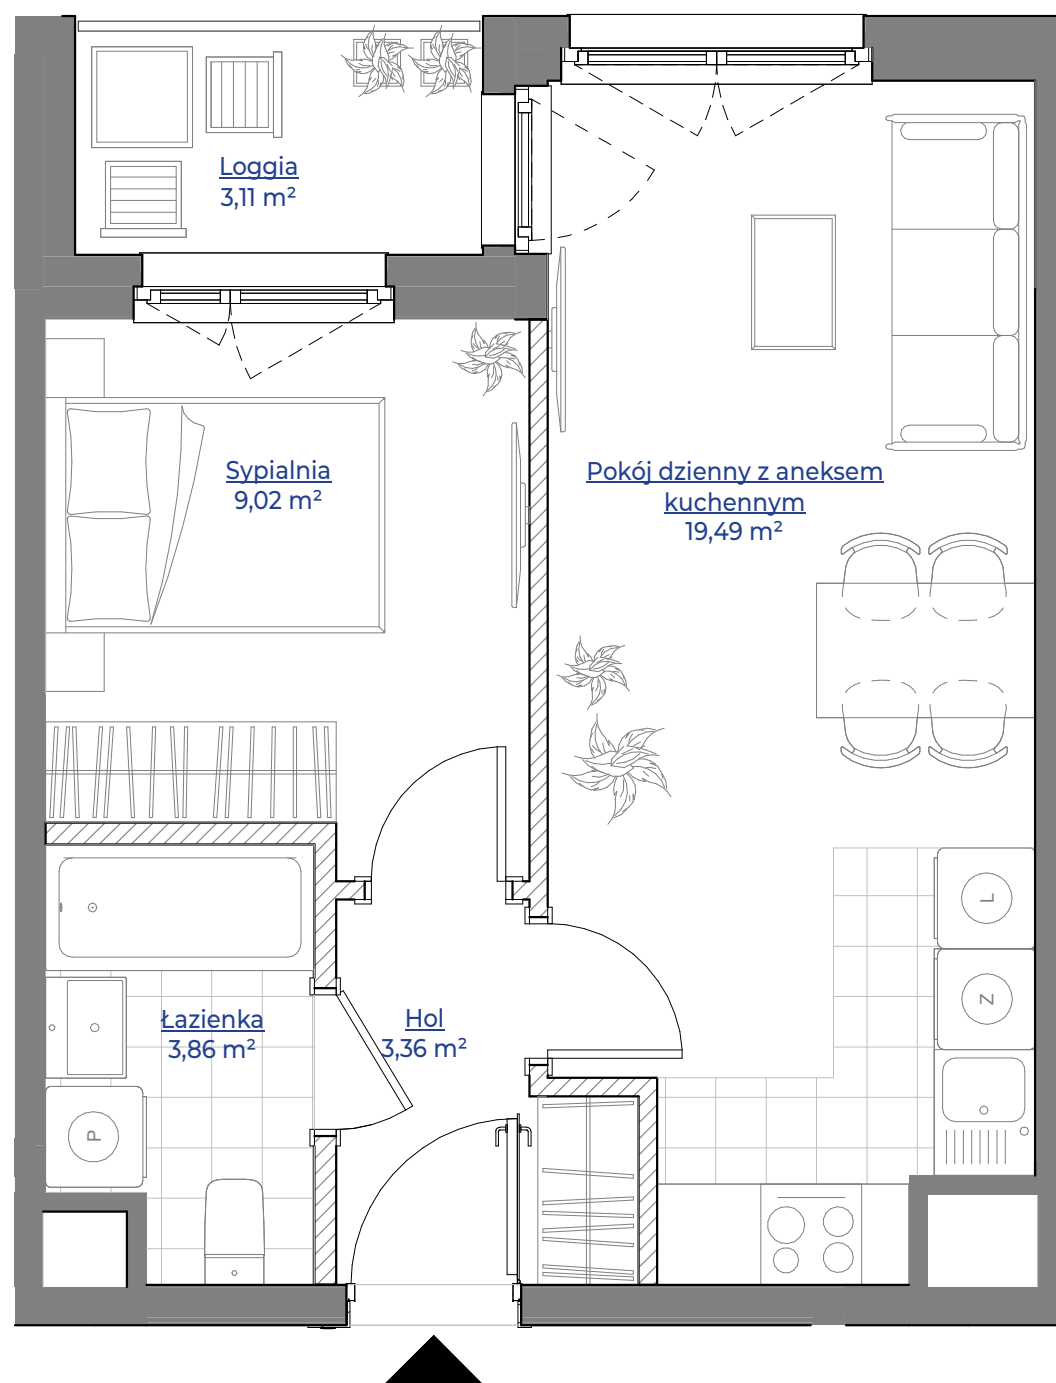 Loggia
3,11 m²
Sypialnia
9,02 m²
Pokój dzienny z aneksem
kuchennym
19,49 m²
L
Z
Łazienka
3,86 m²
Hol
3,36 m²
P